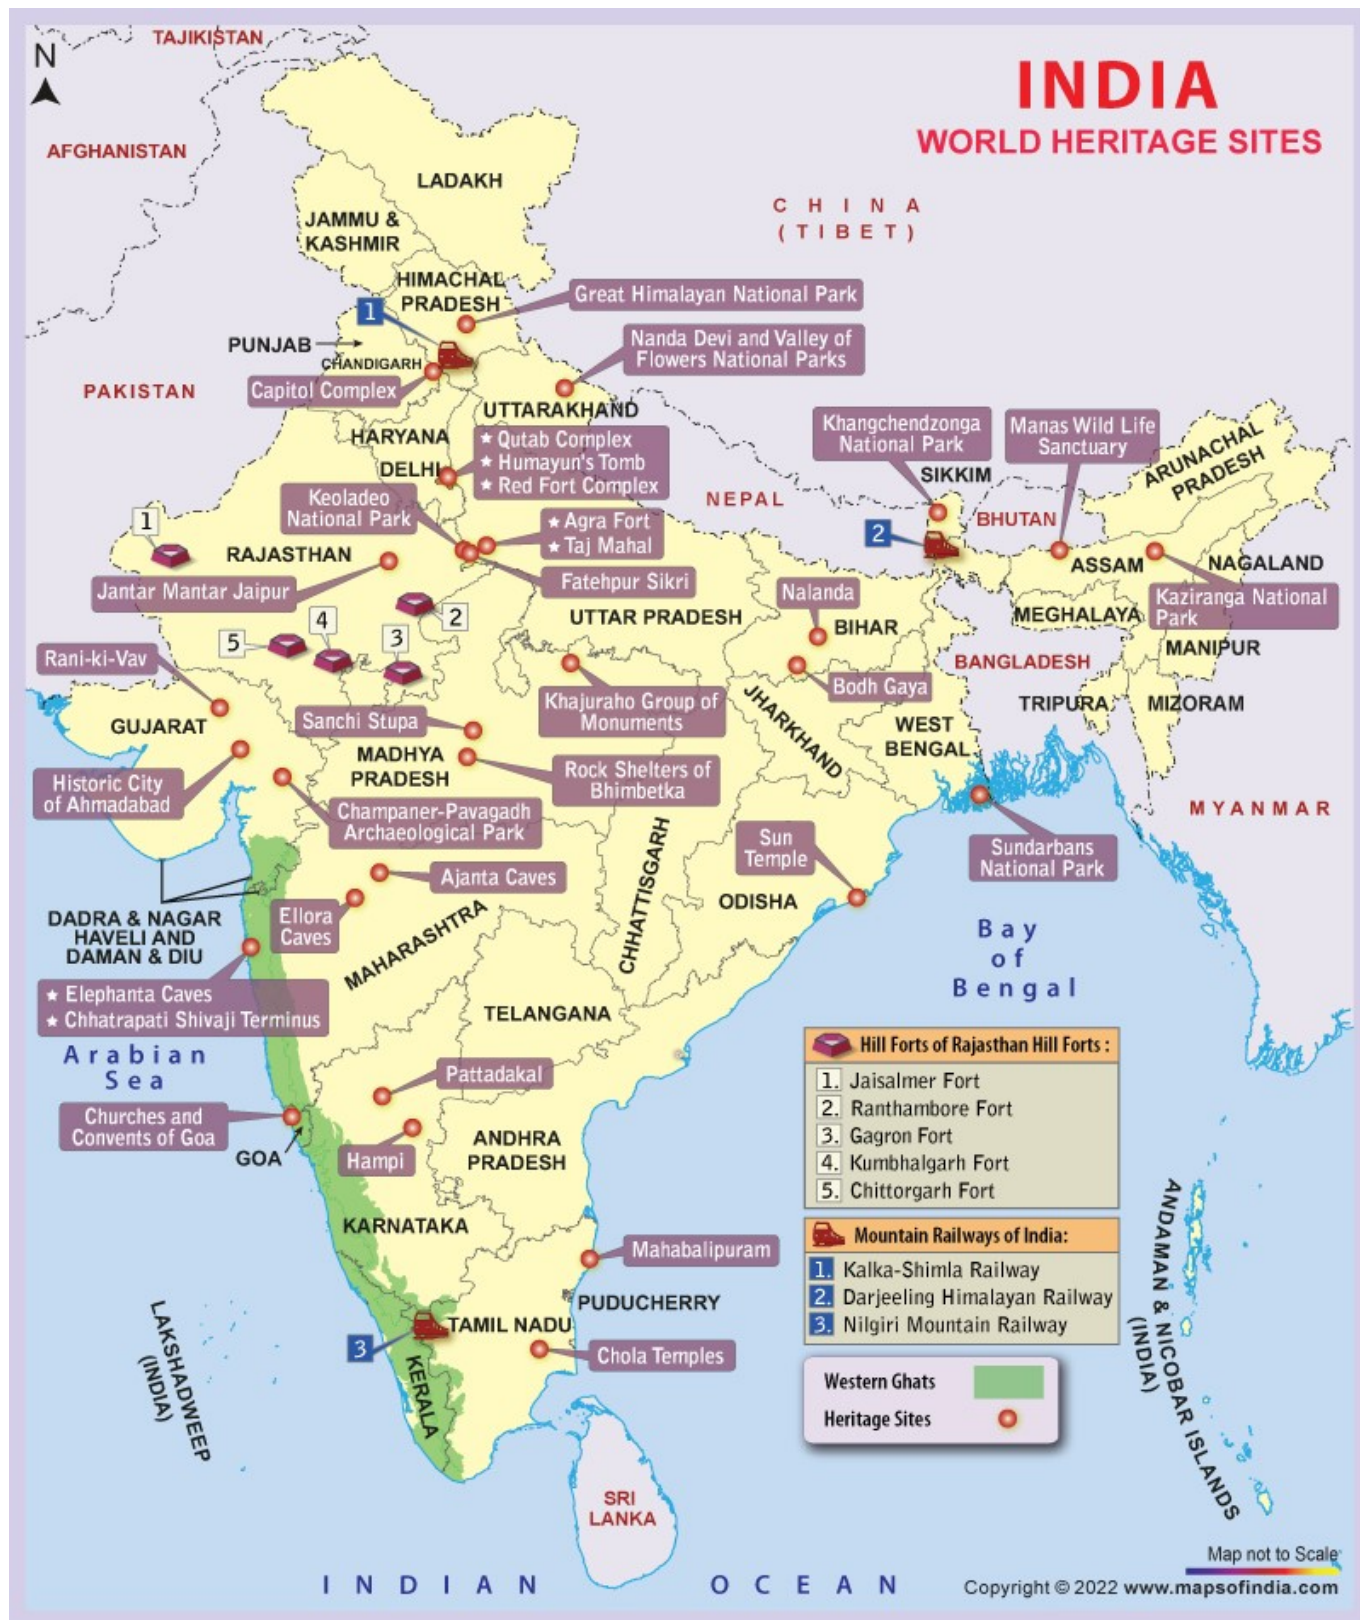 TAJIKISTAN
N
INDIA
WORLD HERITAGE SITES
AFGHANISTAN
LADAKH
C H I N A
(TIBET)
JAMMU &
KASHMIR
HIMACHAL
PRADESH
Great Himalayan National Park
1
PUNJAB
Nanda Devi and Valley of
Flowers National Parks
CHANDIGARH
Capitol Complex
PAKISTAN
UTTARAKHAND
HARYANA
DELHI
Qutab Complex
Humayun's Tomb
Red Fort Complex
Khangchendzonga
National Park
SIKKIM
Manas Wild Life
Sanctuary
ARUNACHAL
PRADESH
NEPAL
BHUTAN
2
Keoladeo
National Park
Agra Fort
Taj Mahal
1
RAJASTHAN
ASSAM
NAGALAND
Jantar Mantar Jaipur
Fatehpur Sikri
Nalanda
Kaziranga National
Park
UTTAR PRADESH
2
BIHAR
MEGHALAYA
4
5
3
MANIPUR
Rani-ki-Vav
BANGLADESH
Bodh Gaya
Khajuraho Group of
Monuments
JHARKHAND
TRIPURA
MIZORAM
GUJARAT
Sanchi Stupa
WEST
BENGAL
MADHYA
PRADESH
Rock Shelters of
Bhimbetka
Historic City
of Ahmadabad
Champaner-Pavagadh
Archaeological Park
MYANMAR
CHHATTISGARH
Sun
Temple
Sundarbans
National Park
Ajanta Caves
ODISHA
Ellora
Caves
DADRA & NAGAR
HAVELI AND
DAMAN & DIU
MAHARASHTRA
Bay
of
Bengal
Elephanta Caves
Chhatrapati Shivaji Terminus
TELANGANA
Arabian
Sea
Pattadakal
Churches and
Convents of Goa
GOA
Hampi
ANDHRA
PRADESH
KARNATAKA
Mahabalipuram
PUDUCHERRY
TAMIL NADU
3
Chola Temples
KERALA
LAKSHADWEEP
(INDIA)
Hill Forts of Rajasthan Hill Forts :
1. Jaisalmer Fort
2. Ranthambore Fort
3. Gagron Fort
4. Kumbhalgarh Fort
5. Chittorgarh Fort
Mountain Railways of India:
1. Kalka-Shimla Railway
2. Darjeeling Himalayan Railway
3. Nilgiri Mountain Railway
Western Ghats
Heritage Sites
ANDAMAN & NICOBAR ISLANDS
(INDIA)
SRI
LANKA
INDIAN OCEAN
Map not to Scale
Copyright © 2022 www.mapsofindia.com